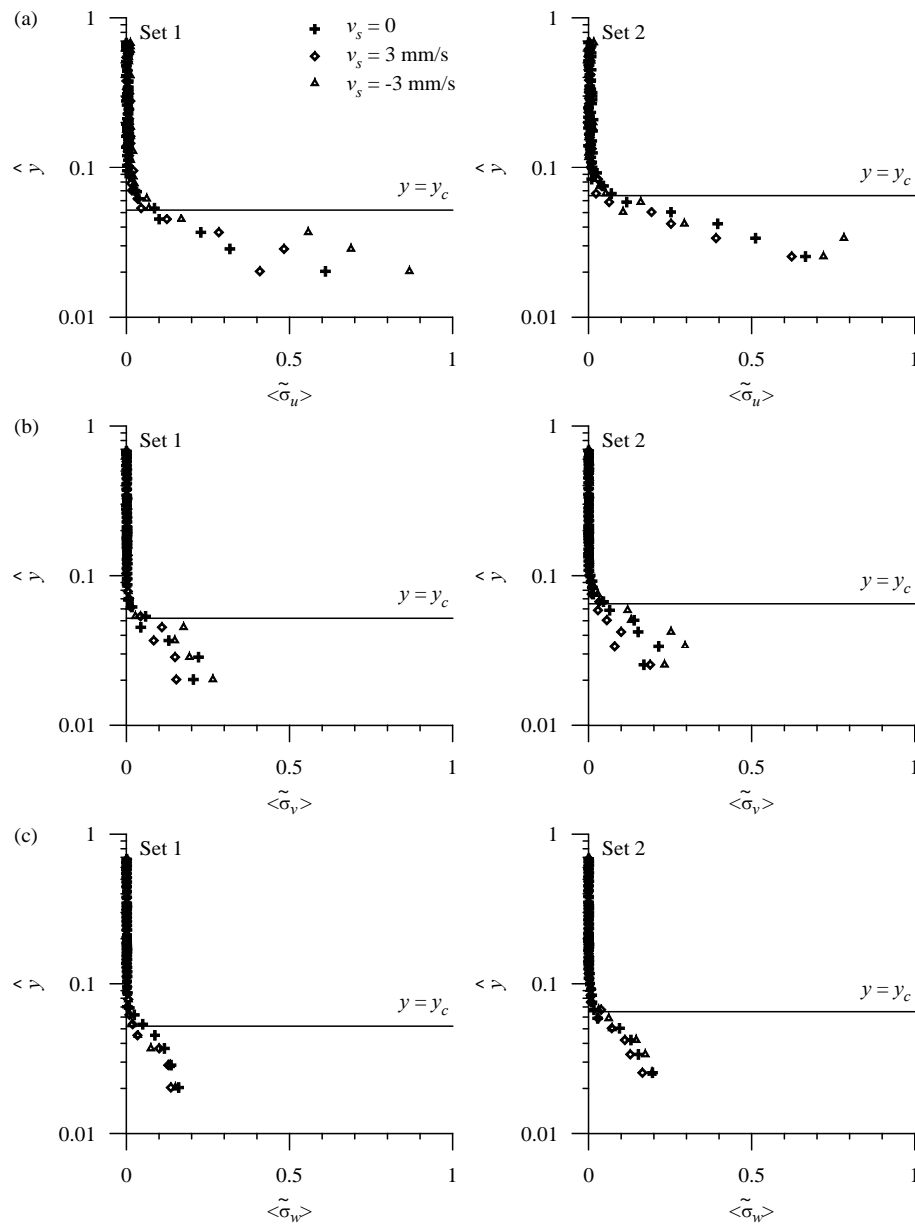 (a)
Set 1
+ v_s = 0
◇ v_s = 3 mm/s
△ v_s = -3 mm/s
Set 2
1
0.1
0.01
ŷ
y = y_c
0 0.5 1
<σ̃_u>
1
0.1
0.01
ŷ
y = y_c
0 0.5 1
<σ̃_u>
(b)
Set 1
Set 2
1
0.1
0.01
ŷ
y = y_c
0 0.5 1
<σ̃_v>
1
0.1
0.01
ŷ
y = y_c
0 0.5 1
<σ̃_v>
(c)
Set 1
Set 2
1
0.1
0.01
ŷ
y = y_c
0 0.5 1
<σ̃_w>
1
0.1
0.01
ŷ
y = y_c
0 0.5 1
<σ̃_w>